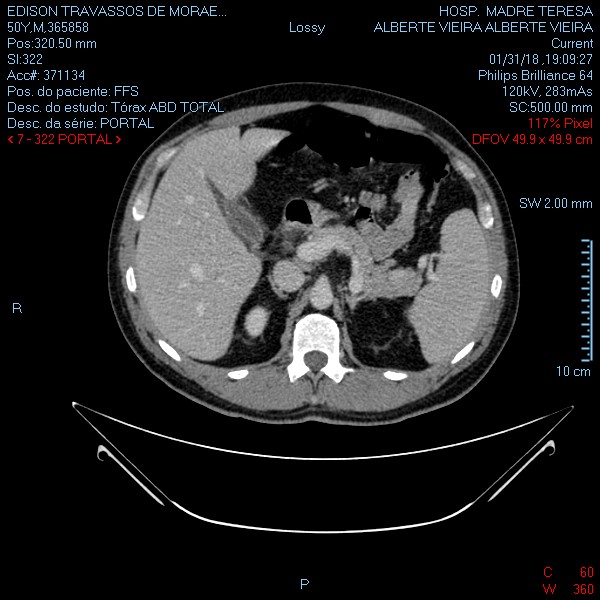 EDISON TRAVASSOS DE MORAE...
50Y,M,365858
Pos:320.50 mm
Sl:322
Acc#: 371134
Pos. do paciente: FFS
Desc. do estudo: Tórax ABD TOTAL
Desc. da série: PORTAL
< 7 - 322 PORTAL >
Lossy
HOSP. MADRE TERESA
ALBERTE VIEIRA ALBERTE VIEIRA
Current
01/31/18 ,19:09:27
Philips Brilliance 64
120kV, 283mAs
SC:500.00 mm
117% Pixel
DFOV 49.9 x 49.9 cm
SW 2.00 mm
R
10 cm
P
C 60
W 360